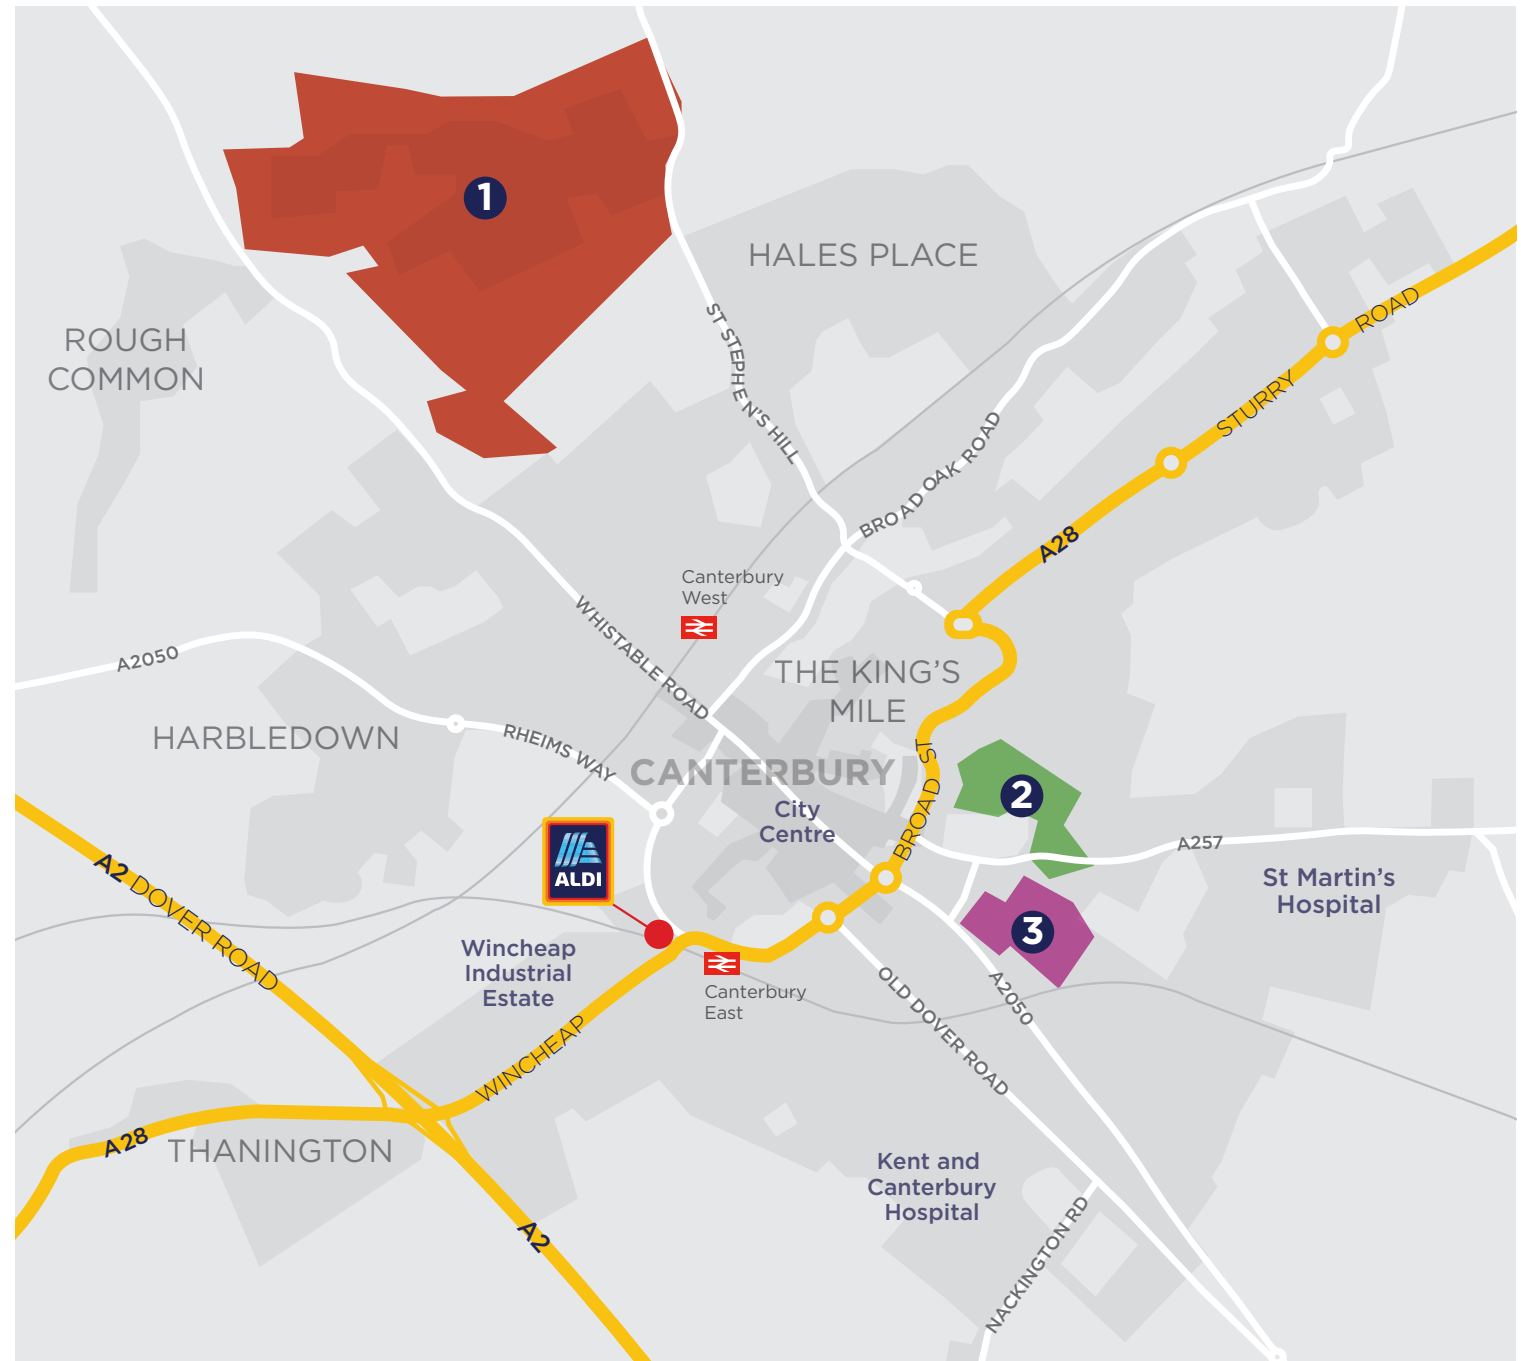 1
HALES PLACE
ROUGH
COMMON
ST STEPHEN'S HILL
ROAD
STURRY
BROAD OAK ROAD
A28
Canterbury
West
WHISTABLE ROAD
A2050
THE KING'S
MILE
HARBLEDOWN
RHEIMS WAY
CANTERBURY
BROAD ST
City
Centre
2
A257
ALDI
A2 DOVER ROAD
St Martin's
Hospital
3
Wincheap
Industrial
Estate
Canterbury
East
A2050
OLD DOVER ROAD
WINCHEAP
A28
THANINGTON
Kent and
Canterbury
Hospital
A2
NACKINGTON RD